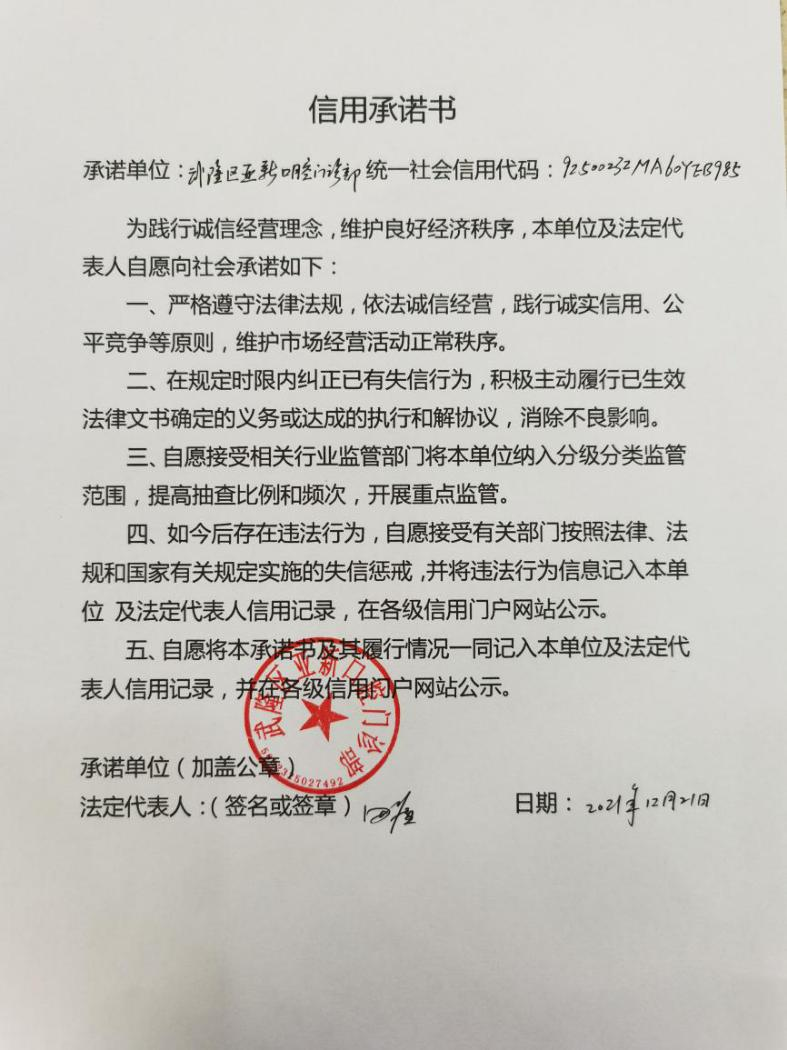 信用承诺书
承诺单位：武隆区亚新口腔门诊部 统一社会信用代码：92500232MA60YEB985
为践行诚信经营理念，维护良好经济秩序，本单位及法定代
表人自愿向社会承诺如下：
一、严格遵守法律法规，依法诚信经营，践行诚实信用、公
平竞争等原则，维护市场经营活动正常秩序。
二、在规定时限内纠正已有失信行为，积极主动履行已生效
法律文书确定的义务或达成的执行和解协议，消除不良影响。
三、自愿接受相关行业监管部门将本单位纳入分级分类监管
范围，提高抽查比例和频次，开展重点监管。
四、如今后存在违法行为，自愿接受有关部门按照法律、法
规和国家有关规定实施的失信惩戒，并将违法行为信息记入本单
位 及法定代表人信用记录，在各级信用门户网站公示。
五、自愿将本承诺书及其履行情况一同记入本单位及法定代
表人信用记录，并在各级信用门户网站公示。
武隆区亚新口腔门诊部
承诺单位（加盖公章）
法定代表人：（签名或签章） 日期：2021年12月21日